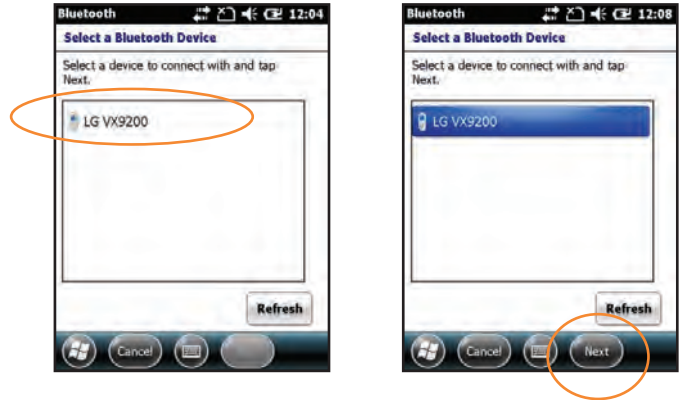 Bluetooth 12:04
Select a Bluetooth Device
Select a device to connect with and tap
Next.
LG VX9200
Refresh
Cancel
Bluetooth 12:08
Select a Bluetooth Device
Select a device to connect with and tap
Next.
LG VX9200
Refresh
Cancel Next